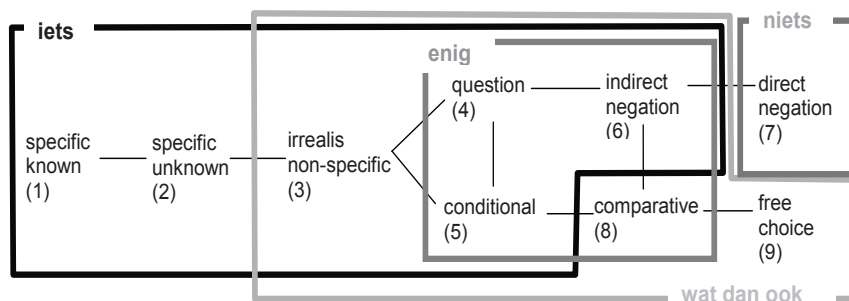 iets
niets
enig
question
(4)
indirect
negation
(6)
direct
negation
(7)
specific
known
(1)
specific
unknown
(2)
irrealis
non-specific
(3)
conditional
(5)
comparative
(8)
free
choice
(9)
wat dan ook